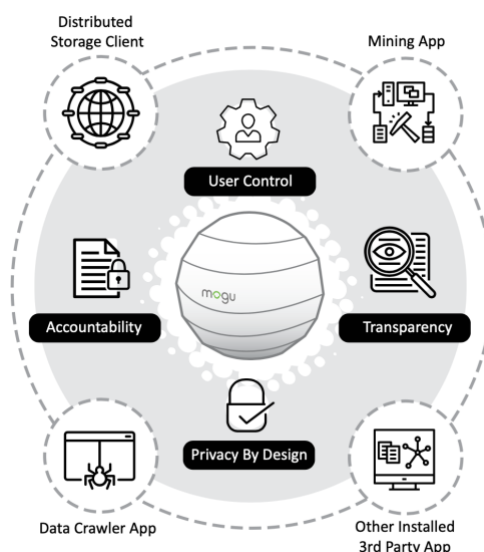 Distributed
Storage Client
Mining App
User Control
mogu
Accountability
Transparency
Privacy By Design
Data Crawler App
Other Installed
3rd Party App